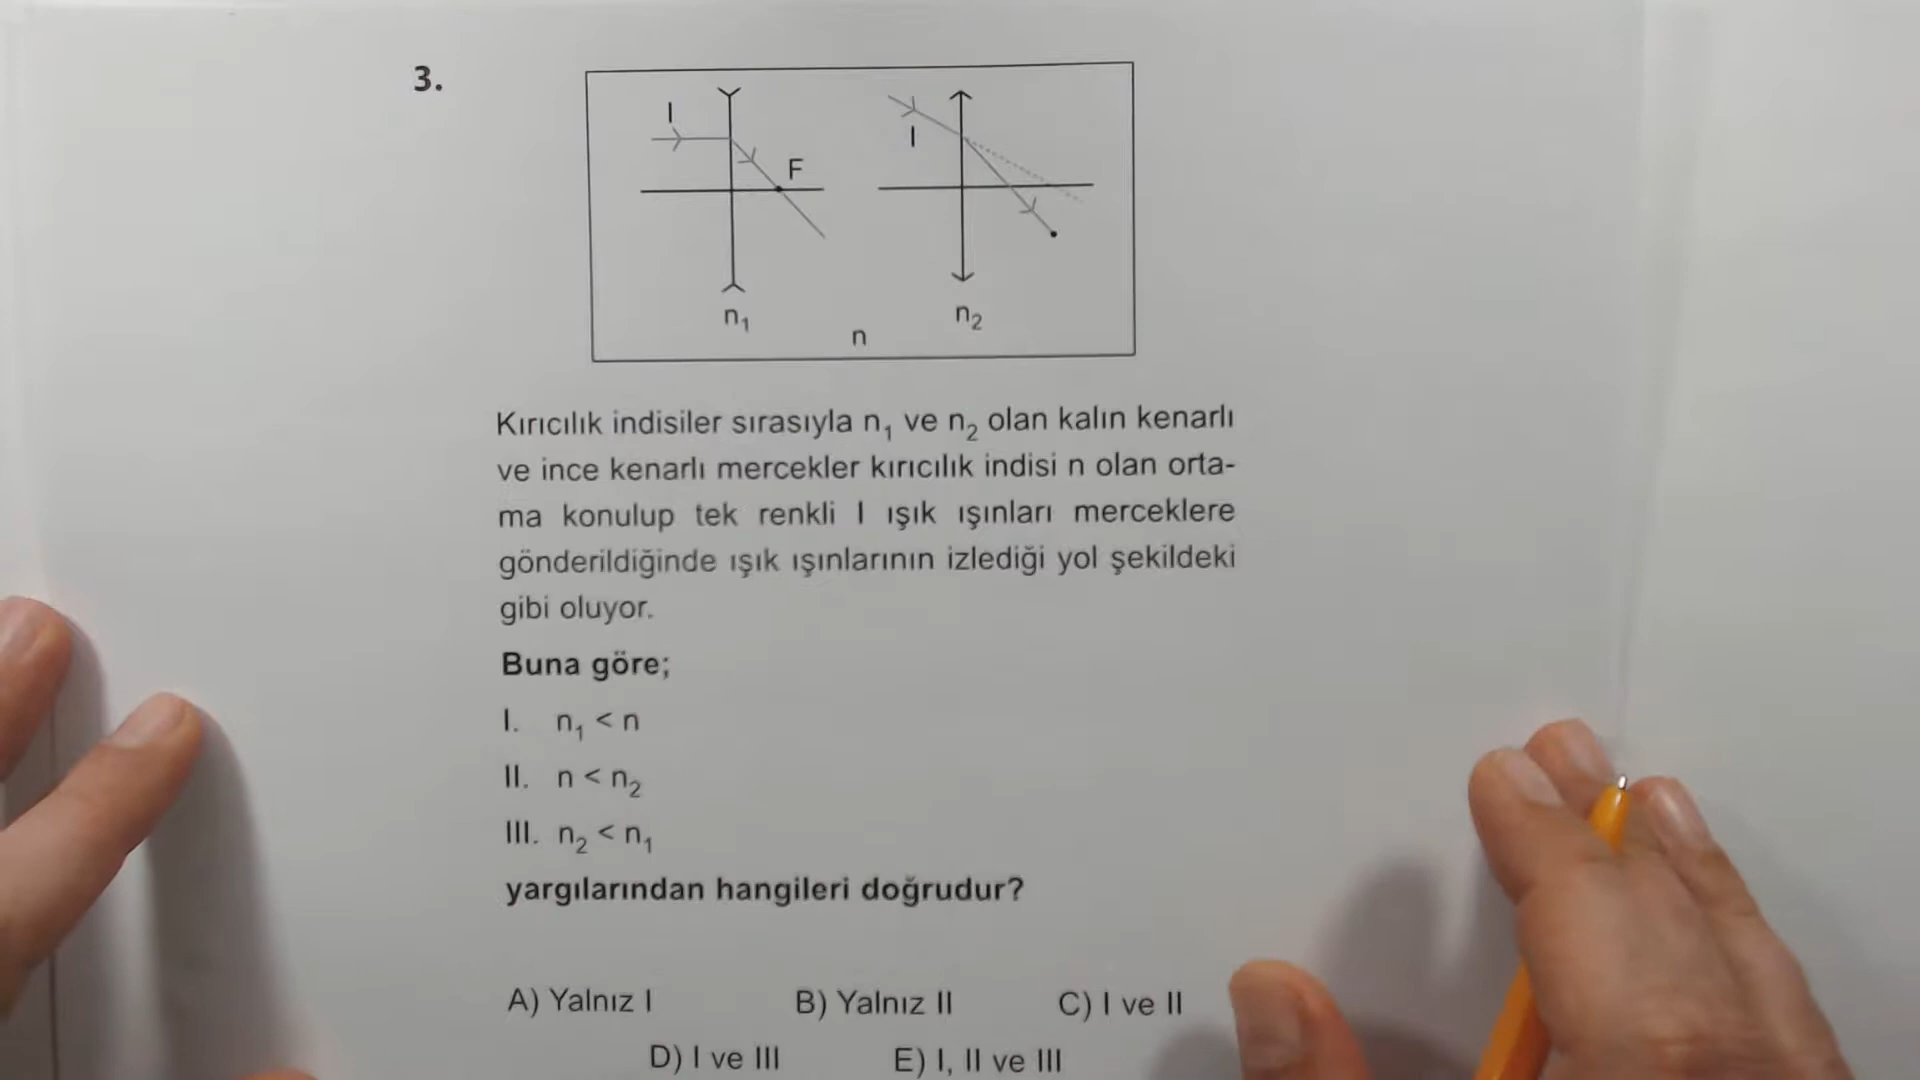 3.
I
F
I
n₁
n₂
n
Kırıcılık indisiler sırasıyla n₁ ve n₂ olan kalın kenarlı
ve ince kenarlı mercekler kırıcılık indisi n olan orta-
ma konulup tek renkli I ışık ışınları merceklere
gönderildiğinde ışık ışınlarının izlediği yol şekildeki
gibi oluyor.
Buna göre;
I. n₁ < n
II. n < n₂
III. n₂ < n₁
yargılarından hangileri doğrudur?
A) Yalnız I B) Yalnız II C) I ve II
D) I ve III E) I, II ve III